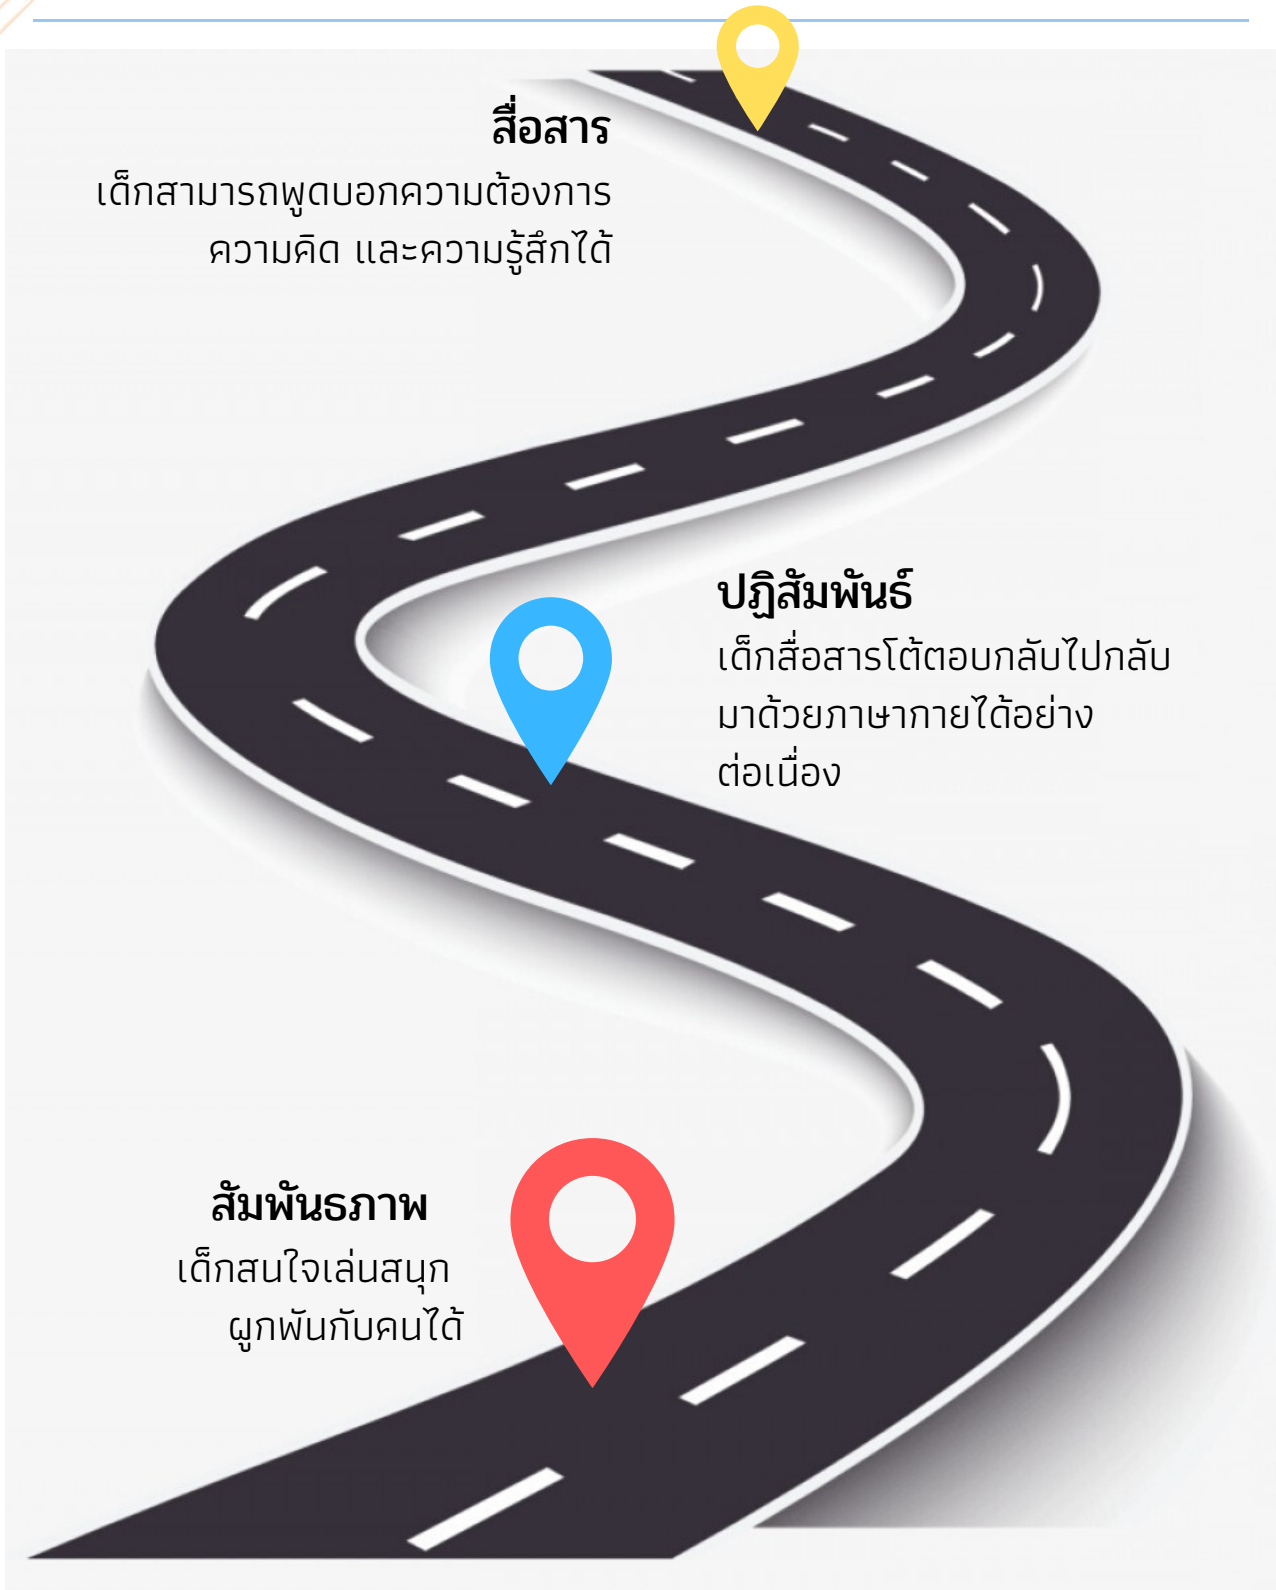 สื่อสาร
เด็กสามารถพูดบอกความต้องการ
ความคิด และความรู้สึกได้
ปฏิสัมพันธ์
เด็กสื่อสารโต้ตอบกลับไปกลับ
มาด้วยภาษากายได้อย่าง
ต่อเนื่อง
สัมพันธภาพ
เด็กสนใจเล่นสนุก
ผูกพันกับคนได้